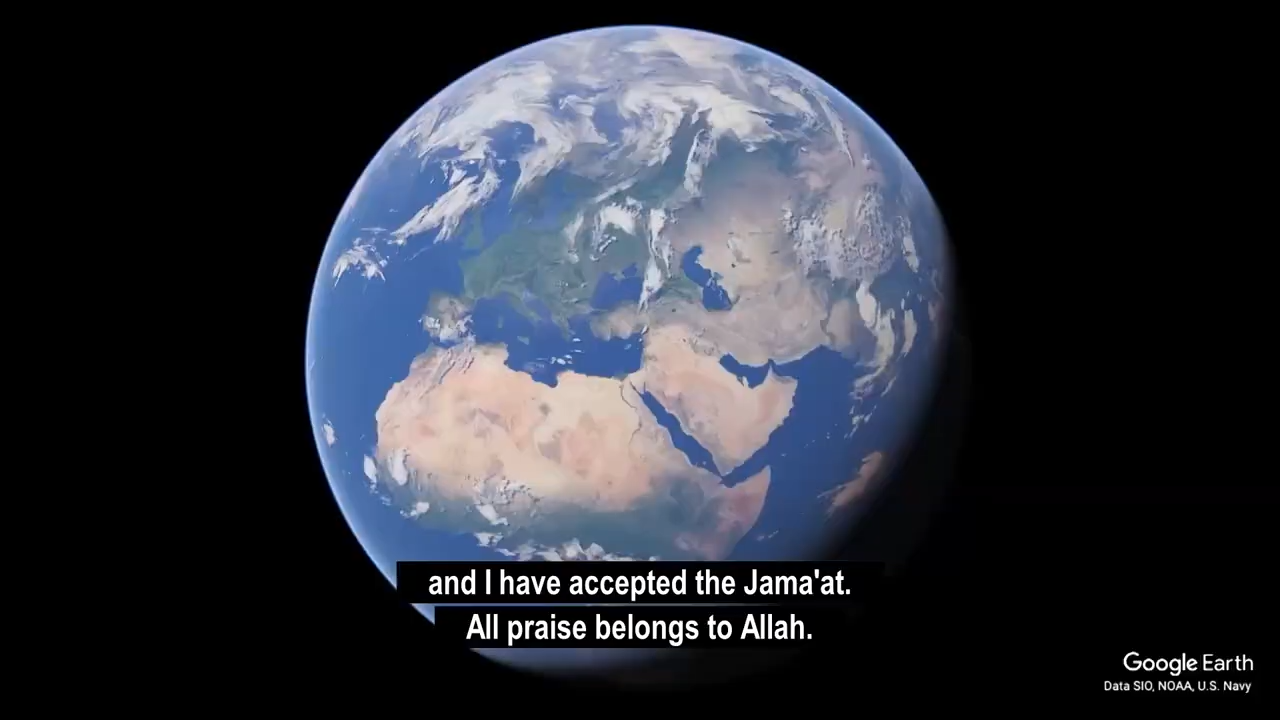 and I have accepted the Jama'at.
All praise belongs to Allah.
Google Earth
Data SIO, NOAA, U.S. Navy